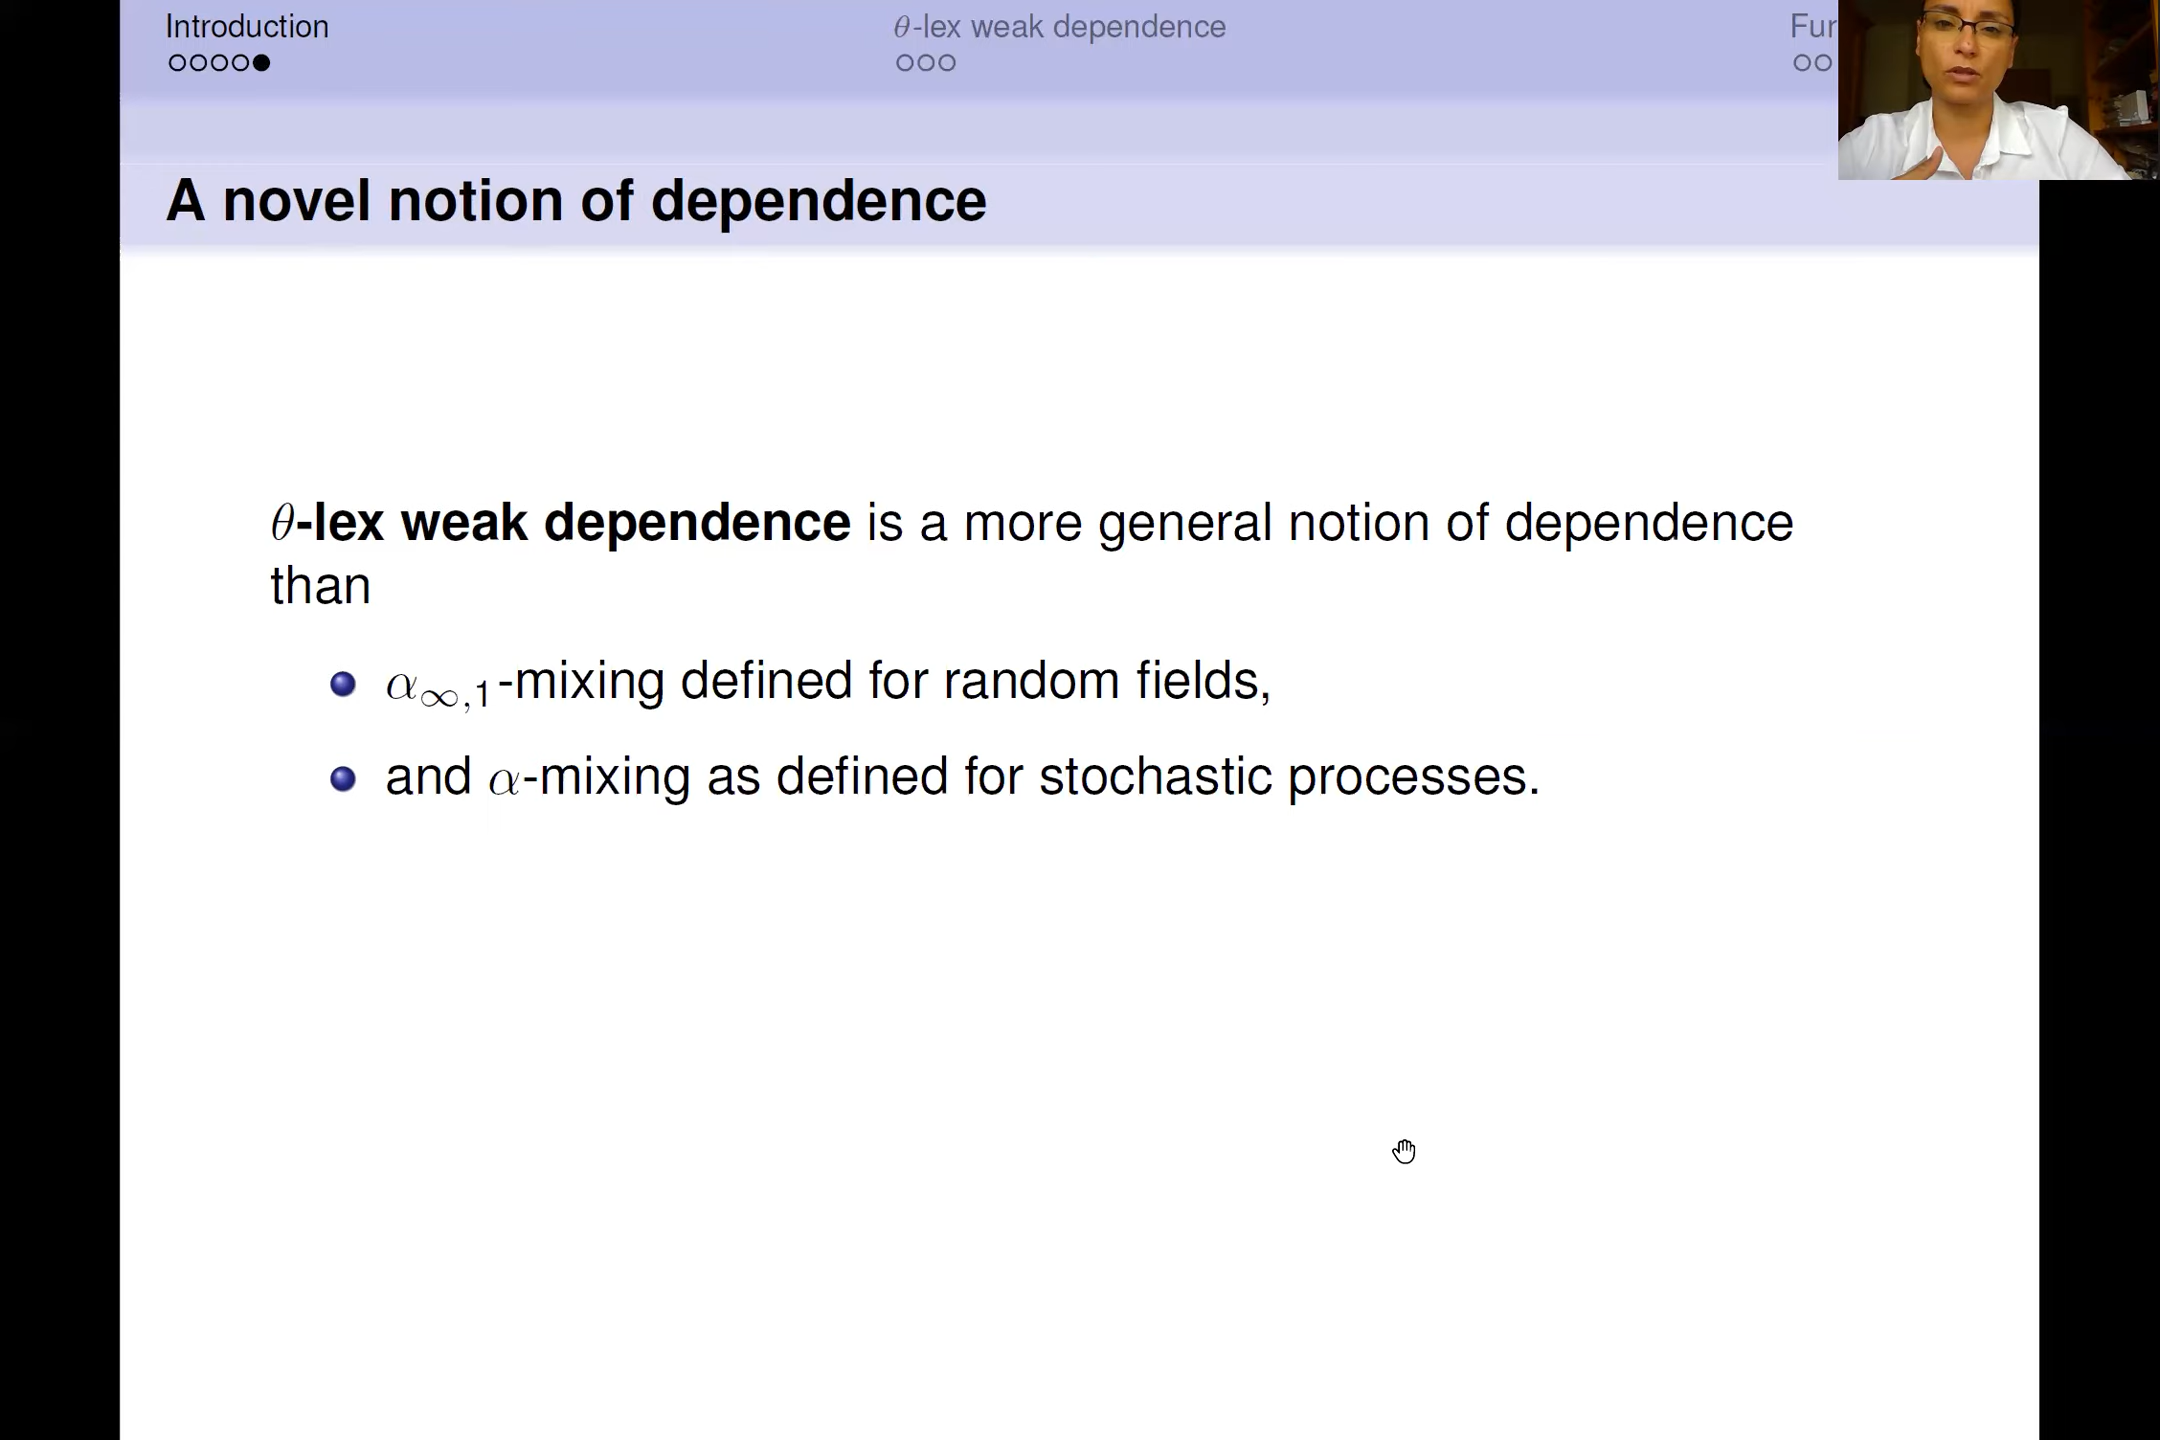 Introduction
θ-lex weak dependence
Fur
A novel notion of dependence
θ-lex weak dependence is a more general notion of dependence
than
α∞,1-mixing defined for random fields,
and α-mixing as defined for stochastic processes.